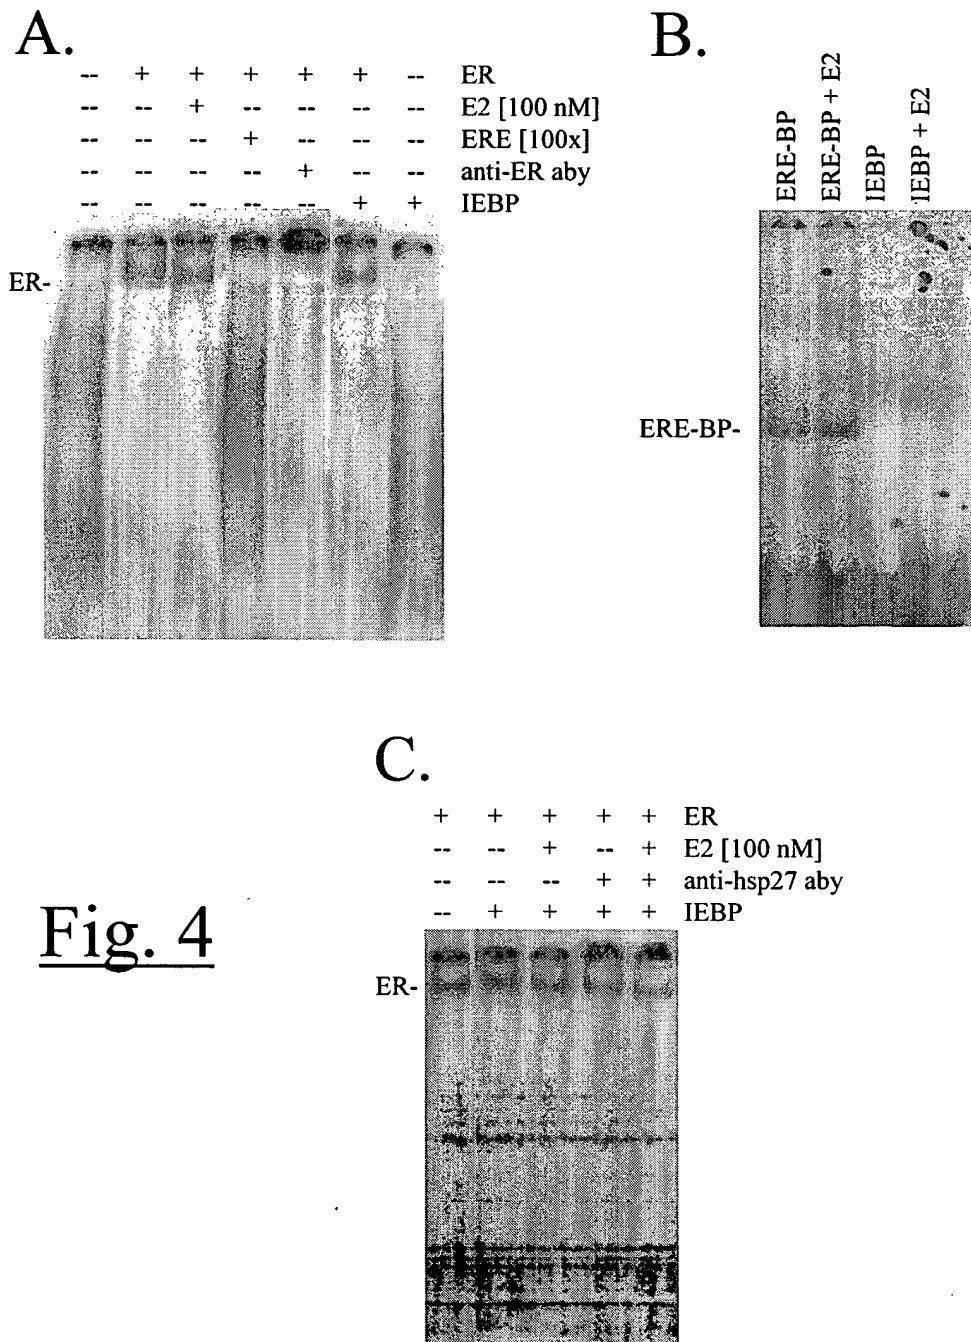 A.
-- + + + + + -- ER
-- -- + -- -- -- -- E2 [100 nM]
-- -- -- + -- -- -- ERE [100x]
-- -- -- -- + -- -- anti-ER aby
-- -- -- -- -- + + IEBP
ER-
B.
ERE-BP
ERE-BP + E2
IEBP
IEBP + E2
ERE-BP-
C.
+ + + + + ER
-- -- + -- + E2 [100 nM]
-- -- -- + + anti-hsp27 aby
-- + + + + IEBP
ER-
Fig. 4